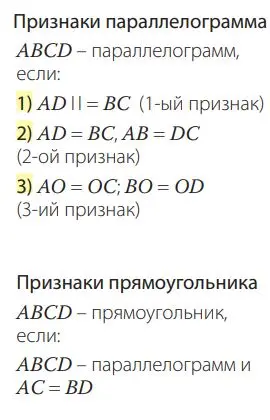 Признаки параллелограмма
ABCD – параллелограмм,
если:
1) AD || = BC (1-ый признак)
2) AD = BC, AB = DC
(2-ой признак)
3) AO = OC; BO = OD
(3-ий признак)
Признаки прямоугольника
ABCD – прямоугольник,
если:
ABCD – параллелограмм и
AC = BD